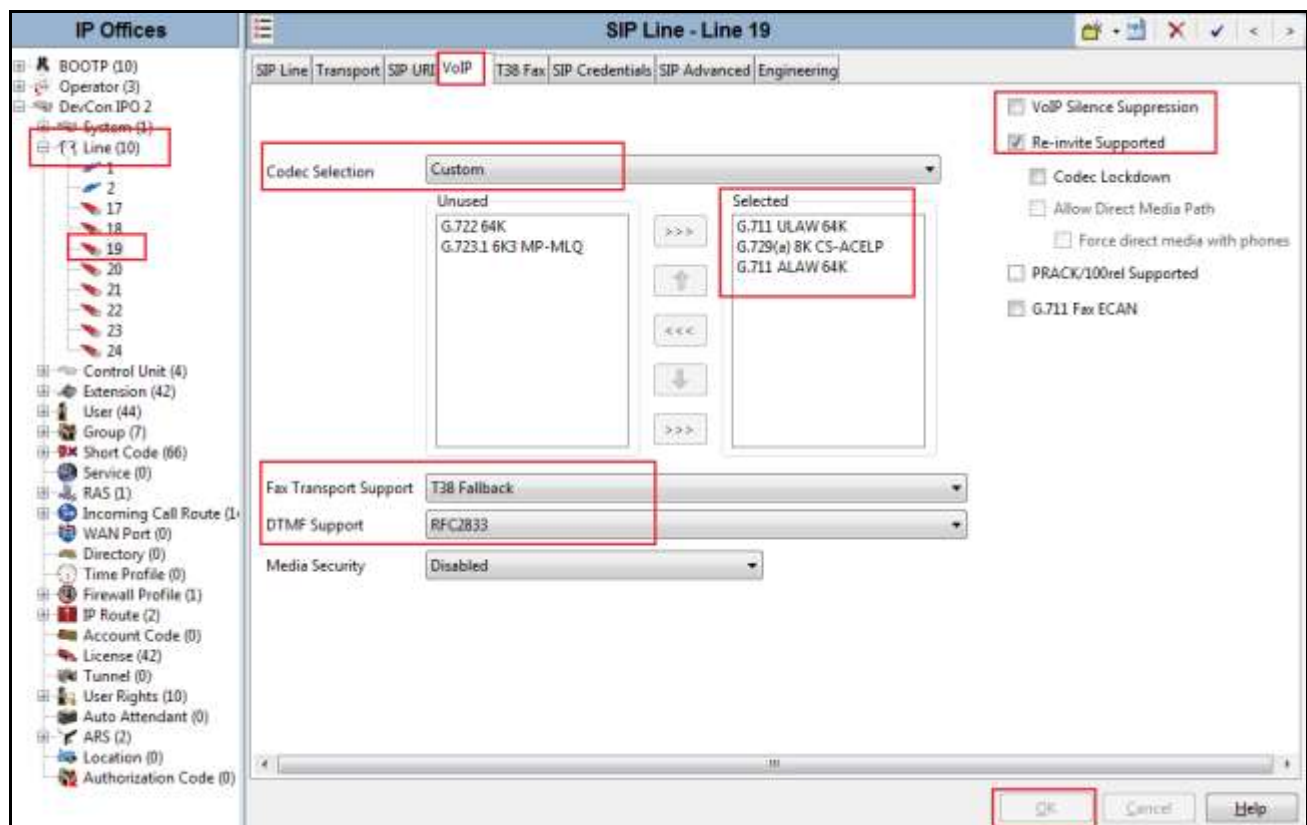 IP Offices
BOOTP (10)
Operator (3)
DevCon IPO 2
System (1)
Line (10)
1
2
17
18
19
20
21
22
23
24
Control Unit (4)
Extension (42)
User (44)
Group (7)
Short Code (66)
Service (0)
RAS (1)
Incoming Call Route (1
WAN Port (0)
Directory (0)
Time Profile (0)
Firewall Profile (1)
IP Route (2)
Account Code (0)
License (42)
Tunnel (0)
User Rights (10)
Auto Attendant (0)
ARS (2)
Location (0)
Authorization Code (0)
SIP Line - Line 19
SIP Line Transport SIP URI VoIP T38 Fax SIP Credentials SIP Advanced Engineering
Codec Selection Custom
Unused
G.722 64K
G.723.1 6K3 MP-MLQ
>>>
<<<
>>>
Selected
G.711 ULAW 64K
G.729(a) 8K CS-ACELP
G.711 ALAW 64K
Fax Transport Support T38 Fallback
DTMF Support RFC2833
Media Security Disabled
VoIP Silence Suppression
Re-invite Supported
Codec Lockdown
Allow Direct Media Path
Force direct media with phones
PRACK/100rel Supported
G.711 Fax ECAN
OK Cancel Help